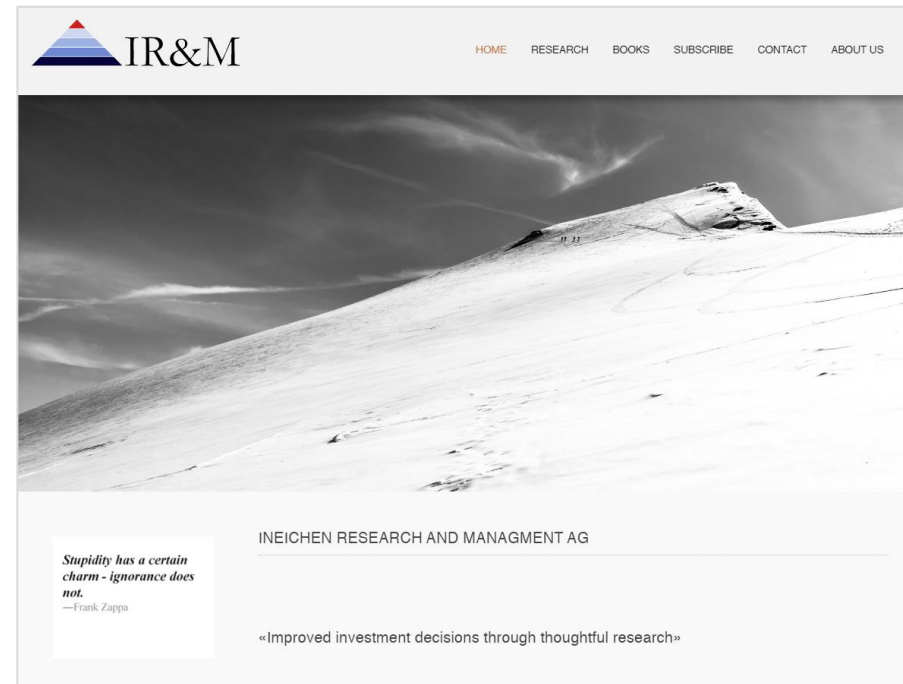 IR&M
HOME RESEARCH BOOKS SUBSCRIBE CONTACT ABOUT US
Stupidity has a certain
charm - ignorance does
not.
—Frank Zappa
INEICHEN RESEARCH AND MANAGMENT AG
«Improved investment decisions through thoughtful research»